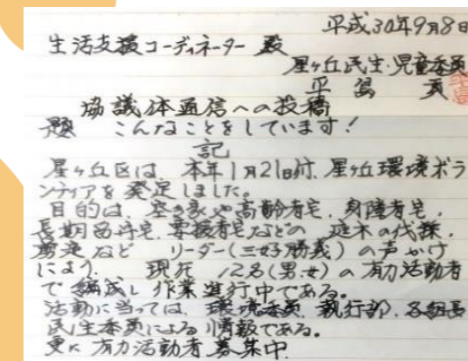 平成30年9月8日
生活支援コーディネーター 殿
星ヶ丘民生・児童委員
平 貢
協議体通信への投稿
題 こんなことをしています!
記
星ヶ丘区は、本年1月21日付、星ヶ丘環境ボラ
ンティアを発足しました。
目的は、空き家や高齢者宅、身障者宅、
長期留守宅、要援者宅などの 庭木の伐採、
剪定など リーダー(三好勝義)の声かけ
により、 現在 12名(男・女)の有力活動者
で編成し作業進行中である。
活動に当っては、環境委員、執行部、各組長
民生委員による情報である。
更に有力活動者募集中